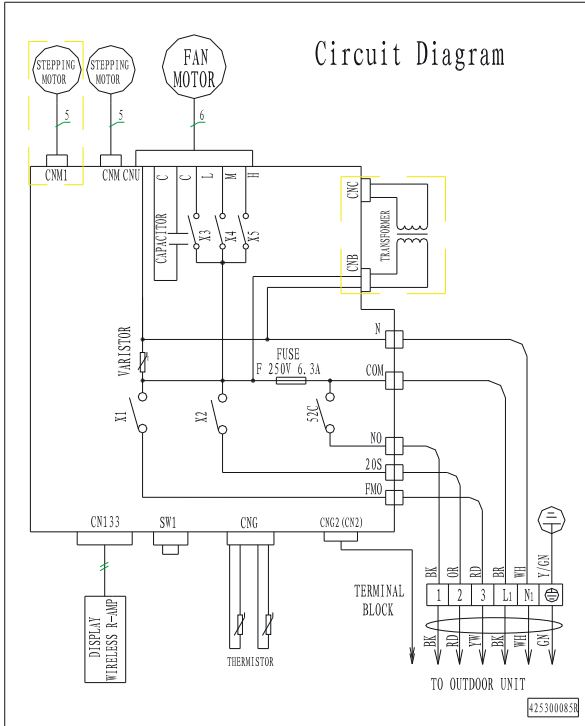 Circuit Diagram
STEPPING
MOTOR
STEPPING
MOTOR
FAN
MOTOR
5
5
6
CNM1
CNM
CNU
C
C
L
M
H
CAPACITOR
X3
X4
X5
CNC
CNB
TRANSFORMER
VARISTOR
N
FUSE
F 250V 6.3A
COM
X1
X2
52C
NO
20S
FMO
CN133
SW1
CNG
CNG2(CN2)
DISPLAY
WIRELESS R-AMP
THERMISTOR
TERMINAL
BLOCK
BK
OR
RD
BR
WH
Y/GN
1
2
3
L1
N1
BK
RD
YW
BK
WH
GN
TO OUTDOOR UNIT
425300085R